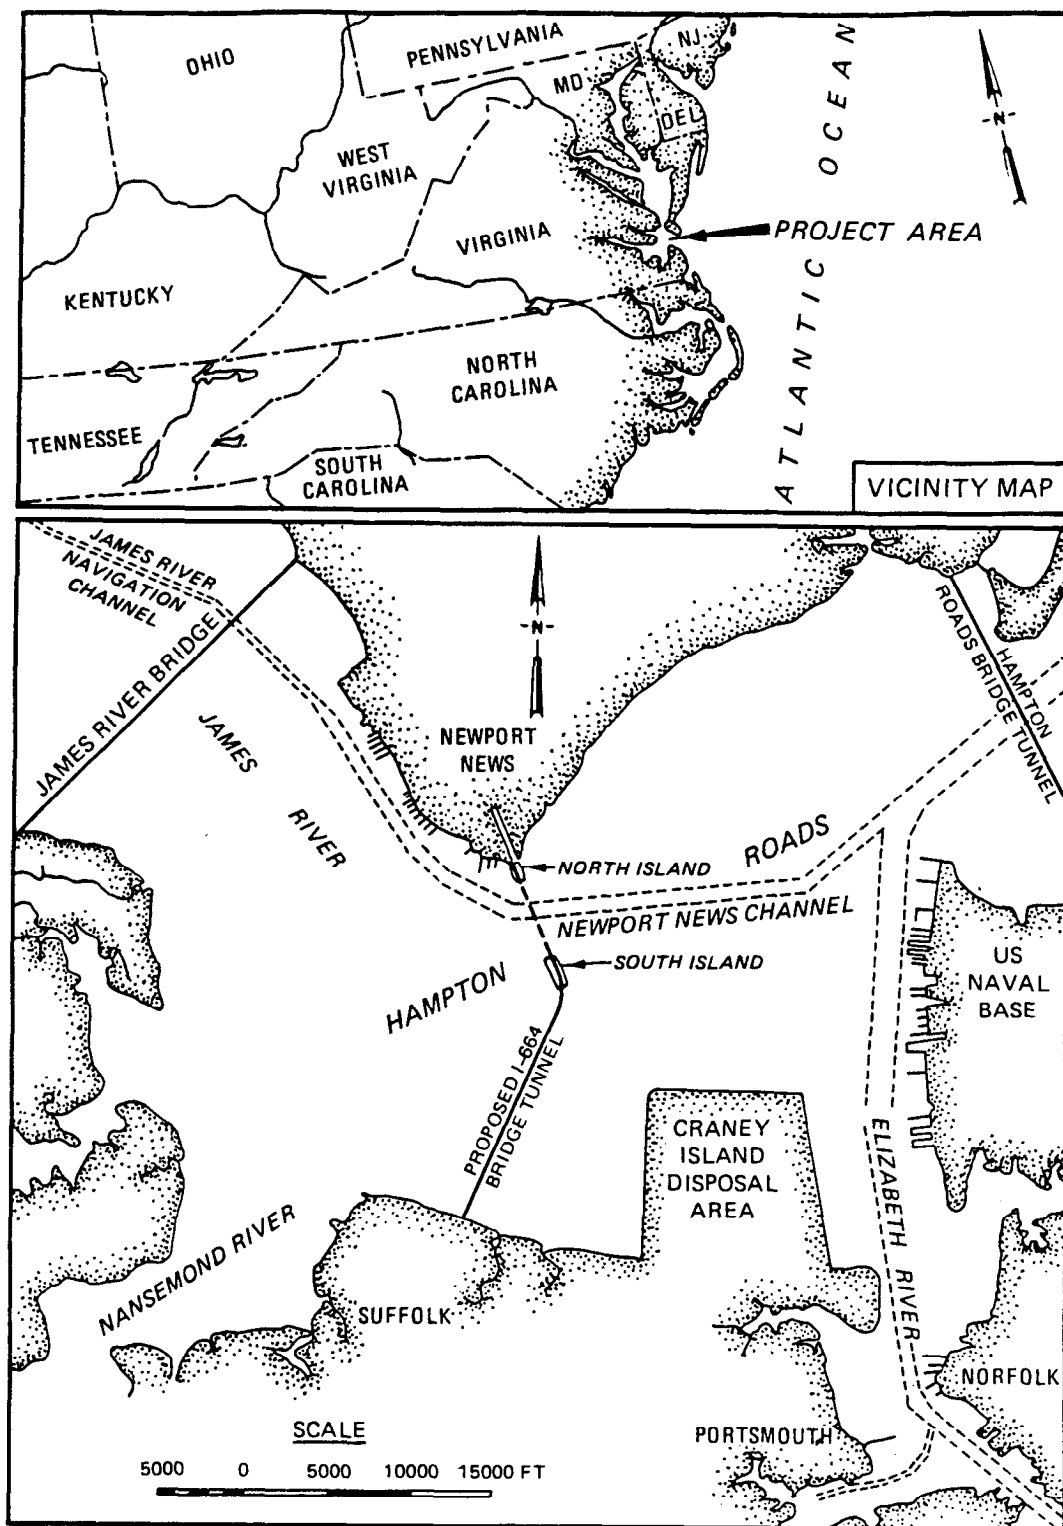 OHIO
PENNSYLVANIA
NJ
MD
DEL
WEST
VIRGINIA
VIRGINIA
KENTUCKY
TENNESSEE
NORTH
CAROLINA
SOUTH
CAROLINA
ATLANTIC OCEAN
N
PROJECT AREA
VICINITY MAP
JAMES RIVER
NAVIGATION
CHANNEL
JAMES RIVER BRIDGE
JAMES
RIVER
N
NEWPORT
NEWS
HAMPTON
ROADS BRIDGE TUNNEL
NORTH ISLAND
ROADS
NEWPORT NEWS CHANNEL
SOUTH ISLAND
HAMPTON
US
NAVAL
BASE
PROPOSED I-664
BRIDGE TUNNEL
CRANEY
ISLAND
DISPOSAL
AREA
ELIZABETH RIVER
NANSEMOND RIVER
SUFFOLK
NORFOLK
PORTSMOUTH
SCALE
5000 0 5000 10000 15000 FT